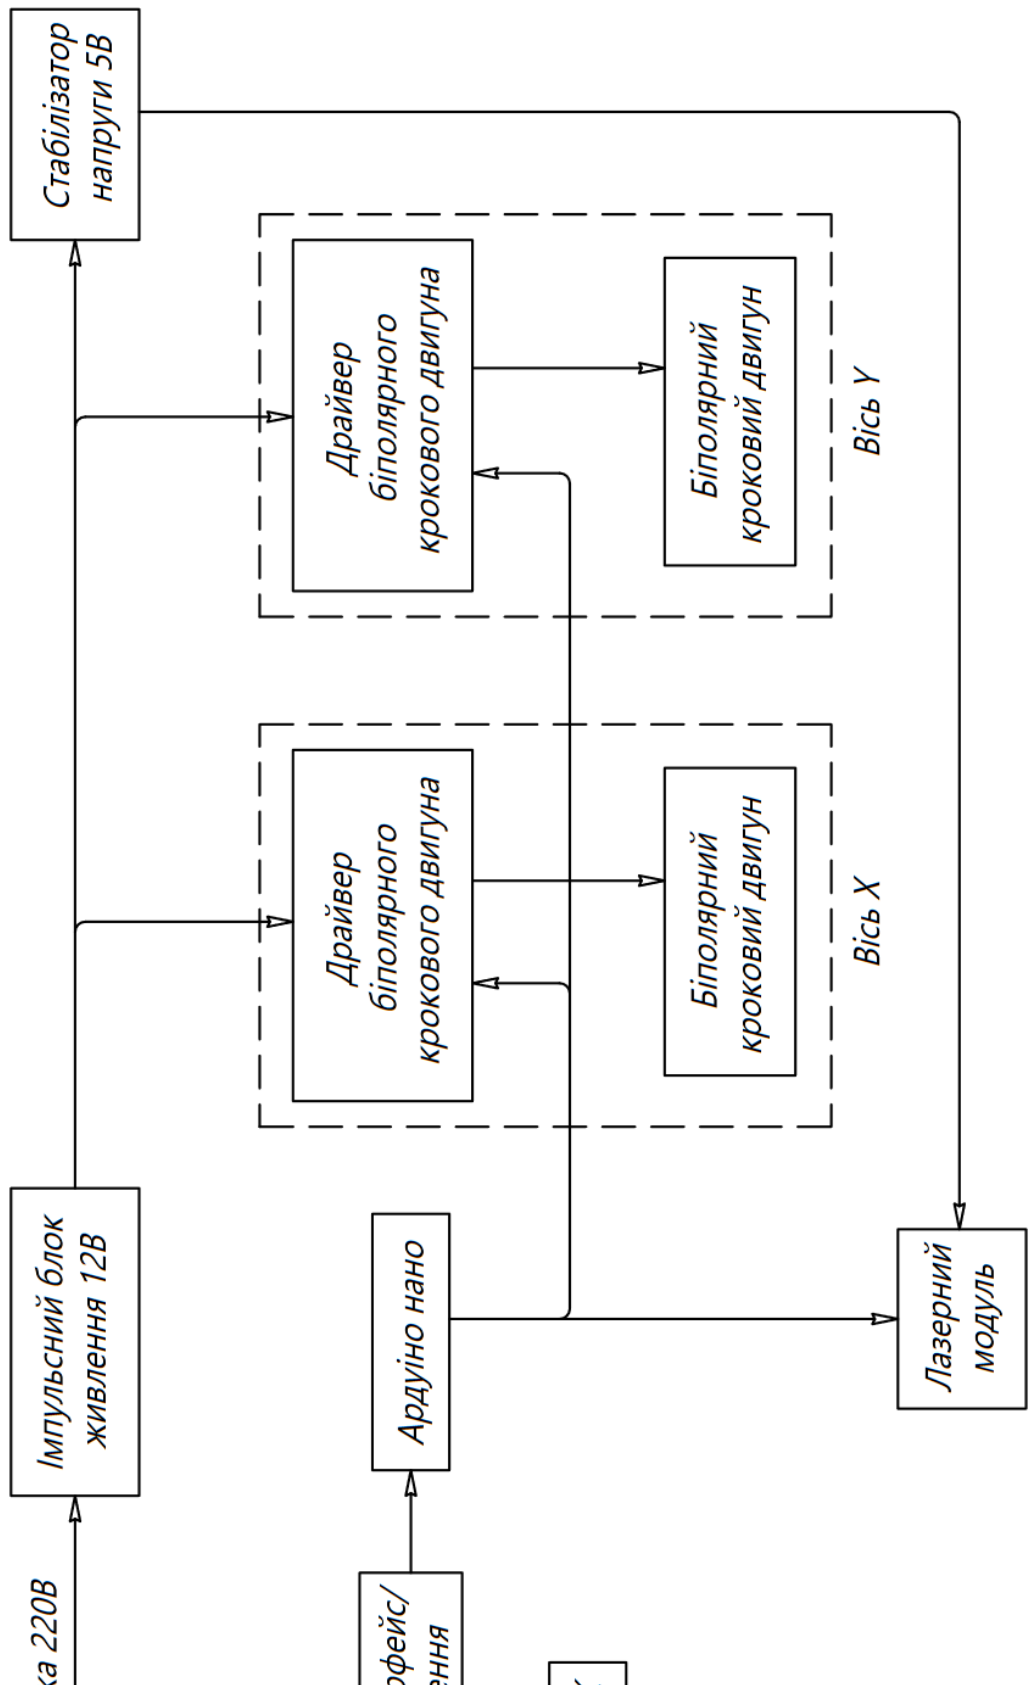 Стабілізатор
напруги 5В
Драйвер
біполярного
крокового двигуна
Біполярний
кроковий двигун
Вісь Y
Драйвер
біполярного
крокового двигуна
Біполярний
кроковий двигун
Вісь X
Імпульсний блок
живлення 12В
Ардуіно нано
Лазерний
модуль
220В